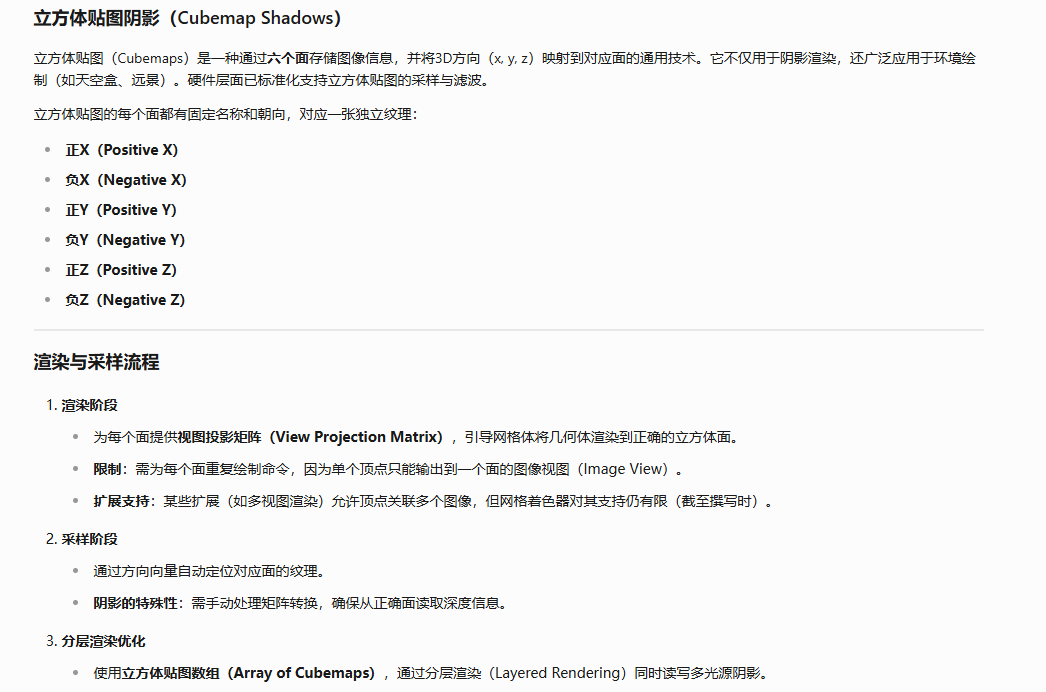 立方体贴图阴影（Cubemap Shadows）
立方体贴图（Cubemaps）是一种通过六个面存储图像信息，并将3D方向（x, y, z）映射到对应面的通用技术。它不仅用于阴影渲染，还广泛应用于环境绘
制（如天空盒、远景）。硬件层面已标准化支持立方体贴图的采样与滤波。
立方体贴图的每个面都有固定名称和朝向，对应一张独立纹理：
• 正X（Positive X）
• 负X（Negative X）
• 正Y（Positive Y）
• 负Y（Negative Y）
• 正Z（Positive Z）
• 负Z（Negative Z）
渲染与采样流程
1. 渲染阶段
• 为每个面提供视图投影矩阵（View Projection Matrix），引导网格体将几何体渲染到正确的立方体面。
• 限制：需为每个面重复绘制命令，因为单个顶点只能输出到一个面的图像视图（Image View）。
• 扩展支持：某些扩展（如多视图渲染）允许顶点关联多个图像，但网格着色器对其支持仍有限（截至撰写时）。
2. 采样阶段
• 通过方向向量自动定位对应面的纹理。
• 阴影的特殊性：需手动处理矩阵转换，确保从正确面读取深度信息。
3. 分层渲染优化
• 使用立方体贴图数组（Array of Cubemaps），通过分层渲染（Layered Rendering）同时读写多光源阴影。